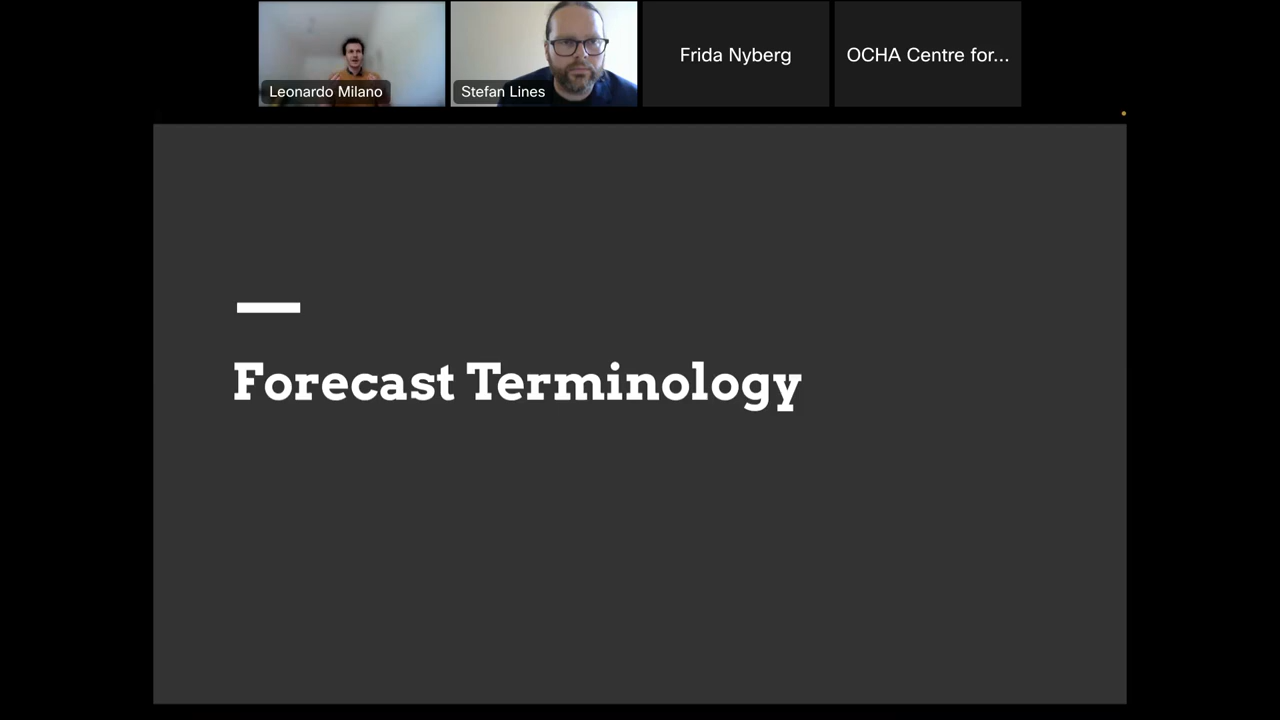 Leonardo Milano
Stefan Lines
Frida Nyberg
OCHA Centre for...
Forecast Terminology